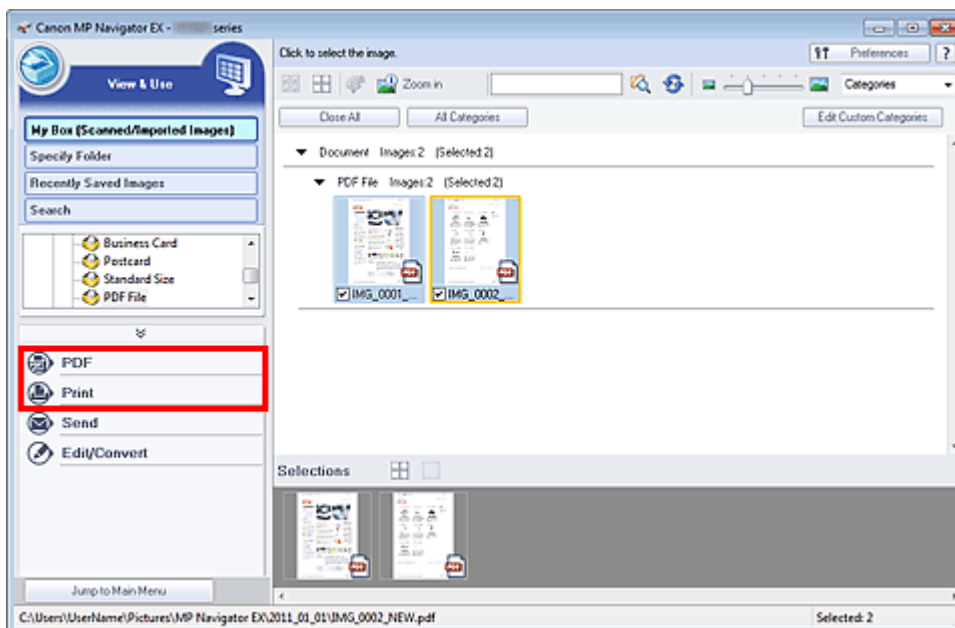 Canon MP Navigator EX - series
View & Use
Click to select the image.
Preferences
?
Zoom in
Categories
Close All
All Categories
Edit Custom Categories
My Box (Scanned/Imported Images)
Specify Folder
Recently Saved Images
Search
Business Card
Postcard
Standard Size
PDF File
Document Images:2 (Selected:2)
PDF File Images:2 (Selected:2)
IMG_0001_...
IMG_0002_...
PDF
Print
Send
Edit/Convert
Selections
Jump to Main Menu
C:\Users\UserName\Pictures\MP Navigator EX\2011_01_01\IMG_0002_NEW.pdf
Selected: 2